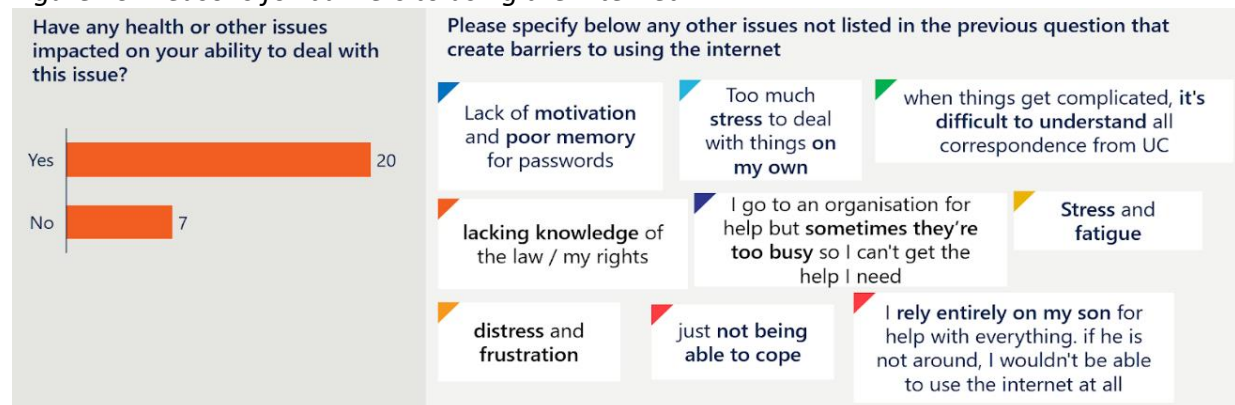 Have any health or other issues
impacted on your ability to deal with
this issue?
Yes
20
No
7
Please specify below any other issues not listed in the previous question that
create barriers to using the internet
Lack of motivation
and poor memory
for passwords
Too much
stress to deal
with things on
my own
when things get complicated, it's
difficult to understand all
correspondence from UC
lacking knowledge of
the law / my rights
I go to an organisation for
help but sometimes they're
too busy so I can't get the
help I need
Stress and
fatigue
distress and
frustration
just not being
able to cope
I rely entirely on my son for
help with everything. if he is
not around, I wouldn't be able
to use the internet at all